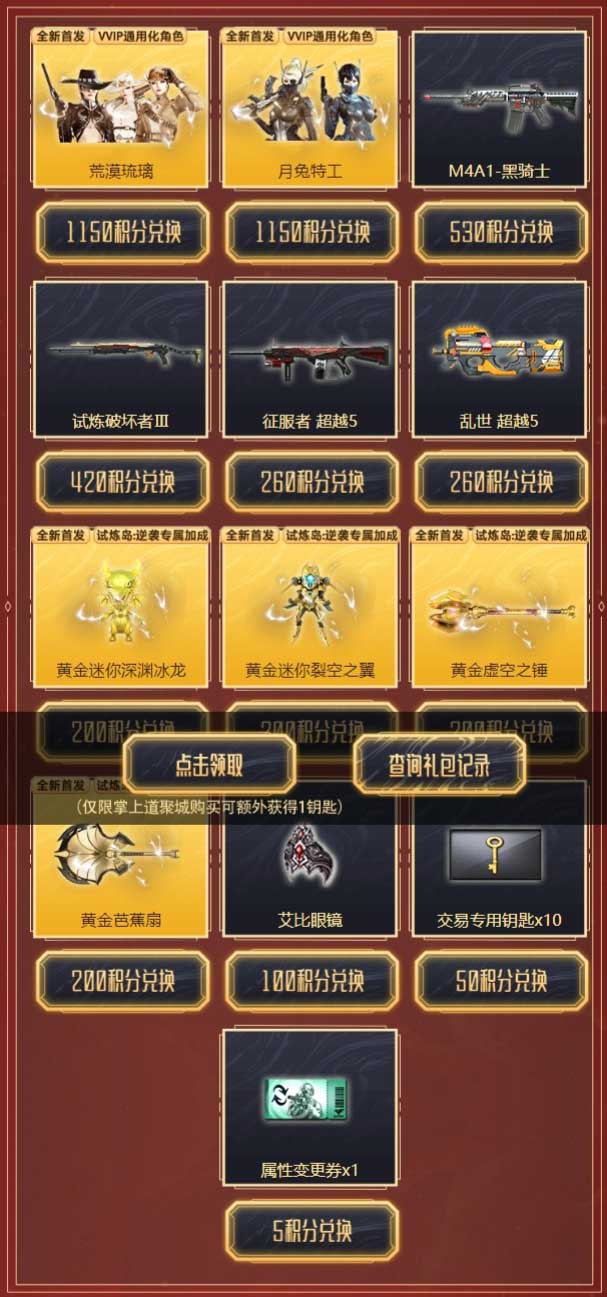 全新首发 VVIP通用化角色 全新首发 VVIP通用化角色
荒漠琉璃 月兔特工 M4A1-黑骑士
1150积分兑换 1150积分兑换 530积分兑换
试炼破坏者Ⅲ 征服者 超越5 乱世 超越5
420积分兑换 260积分兑换 260积分兑换
全新首发 试炼岛:逆袭专属加成 全新首发 试炼岛:逆袭专属加成 全新首发 试炼岛:逆袭专属加成
黄金迷你深渊冰龙 黄金迷你裂空之翼 黄金虚空之锤
200积分兑换 200积分兑换 200积分兑换
点击领取 查询礼包记录
全新首发 试炼
（仅限掌上道聚城购买可额外获得1钥匙）
黄金芭蕉扇 艾比眼镜 交易专用钥匙x10
200积分兑换 100积分兑换 50积分兑换
属性变更券x1
5积分兑换